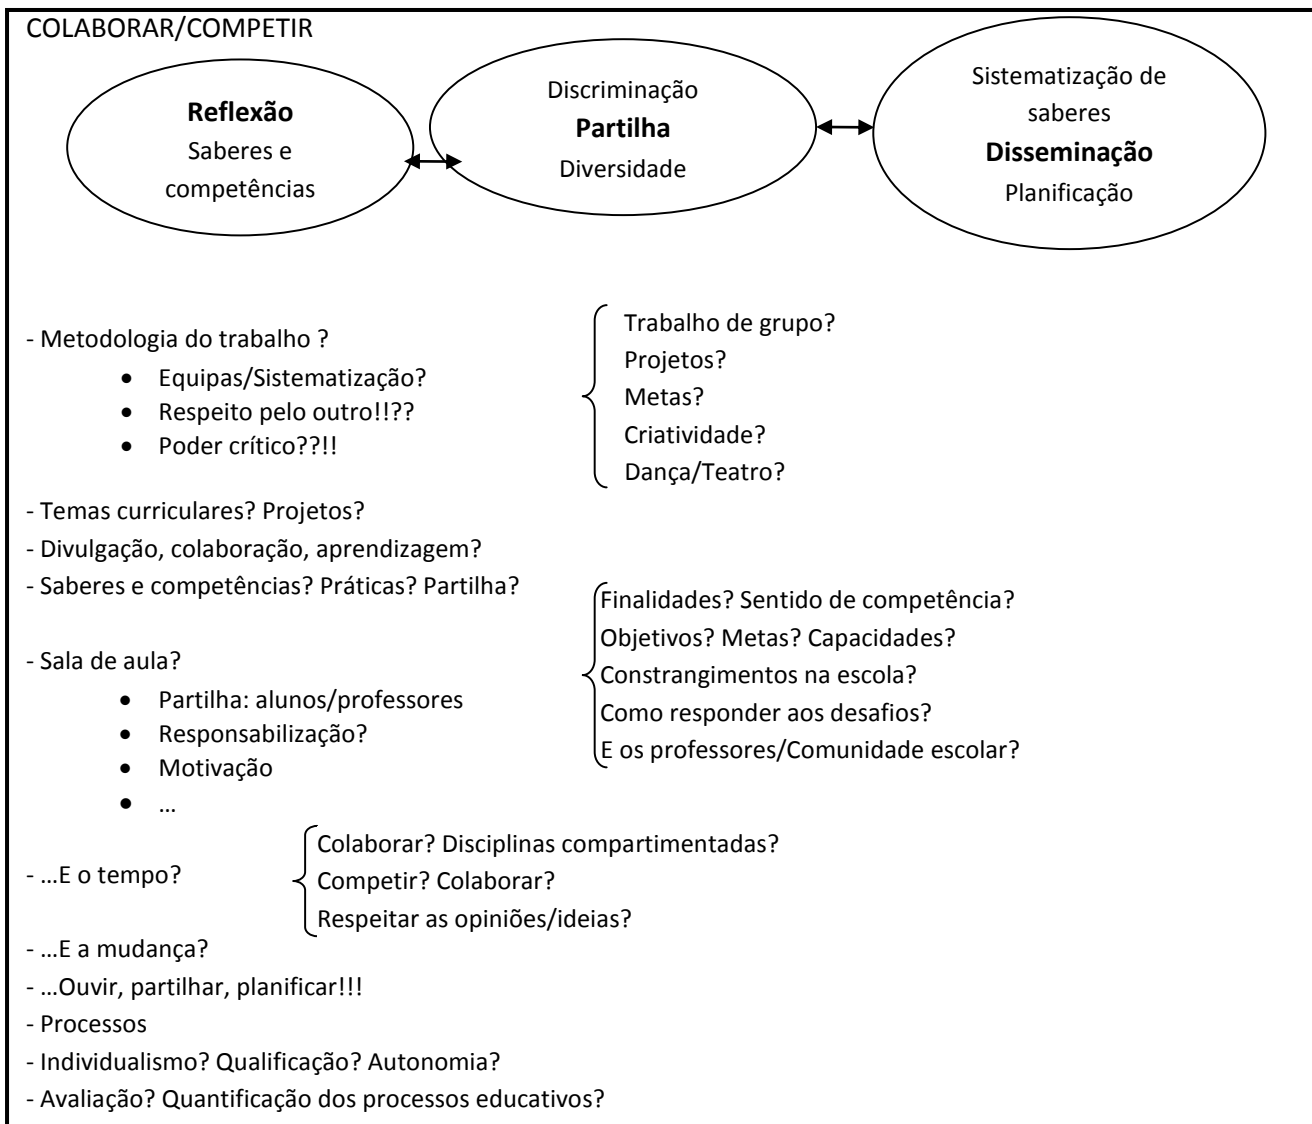 COLABORAR/COMPETIR
Reflexão
Saberes e
competências
Discriminação
Partilha
Diversidade
Sistematização de
saberes
Disseminação
Planificação
- Metodologia do trabalho ?
• Equipas/Sistematização?
• Respeito pelo outro!!??
• Poder crítico??!!
Trabalho de grupo?
Projetos?
Metas?
Criatividade?
Dança/Teatro?
- Temas curriculares? Projetos?
- Divulgação, colaboração, aprendizagem?
- Saberes e competências? Práticas? Partilha?
- Sala de aula?
• Partilha: alunos/professores
• Responsabilização?
• Motivação
• ...
Finalidades? Sentido de competência?
Objetivos? Metas? Capacidades?
Constrangimentos na escola?
Como responder aos desafios?
E os professores/Comunidade escolar?
- ...E o tempo?
Colaborar? Disciplinas compartimentadas?
Competir? Colaborar?
Respeitar as opiniões/ideias?
- ...E a mudança?
- ...Ouvir, partilhar, planificar!!!
- Processos
- Individualismo? Qualificação? Autonomia?
- Avaliação? Quantificação dos processos educativos?